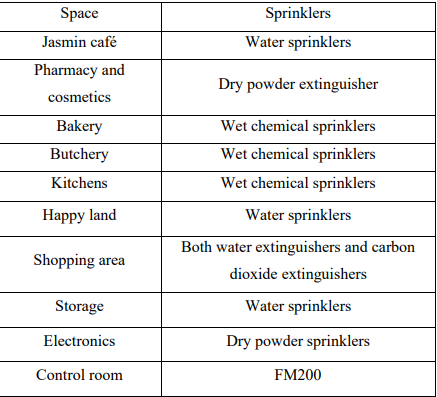 Space Sprinklers
Jasmin café Water sprinklers
Pharmacy and
cosmetics
Dry powder extinguisher
Bakery Wet chemical sprinklers
Butchery Wet chemical sprinklers
Kitchens Wet chemical sprinklers
Happy land Water sprinklers
Shopping area
Both water extinguishers and carbon
dioxide extinguishers
Storage Water sprinklers
Electronics Dry powder sprinklers
Control room FM200